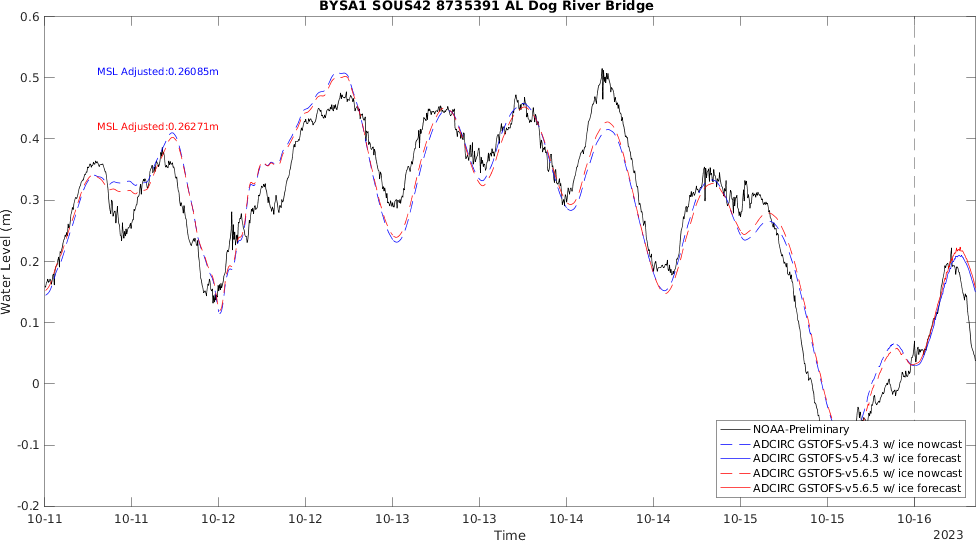 BYSA1 SOUS42 8735391 AL Dog River Bridge
0.6
0.5
0.4
0.3
0.2
0.1
0
-0.1
-0.2
Water Level (m)
MSL Adjusted:0.26085m
MSL Adjusted:0.26271m
NOAA-Preliminary
ADCIRC GSTOFS-v5.4.3 w/ ice nowcast
ADCIRC GSTOFS-v5.4.3 w/ ice forecast
ADCIRC GSTOFS-v5.6.5 w/ ice nowcast
ADCIRC GSTOFS-v5.6.5 w/ ice forecast
10-11 10-11 10-12 10-12 10-13 10-13 10-14 10-14 10-15 10-15 10-16
Time
2023